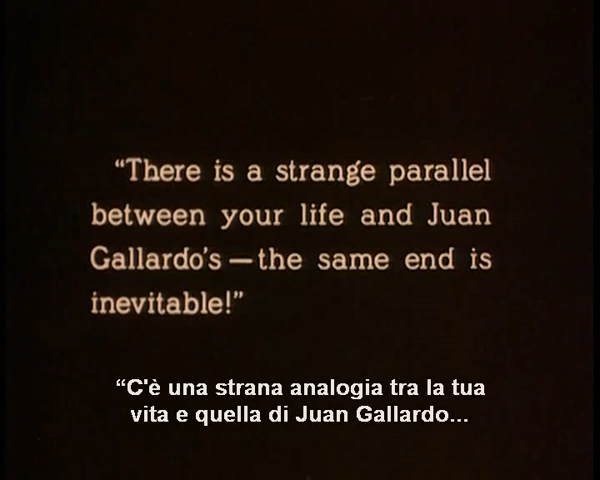 “There is a strange parallel
between your life and Juan
Gallardo's — the same end is
inevitable!”
“C'è una strana analogia tra la tua
vita e quella di Juan Gallardo...